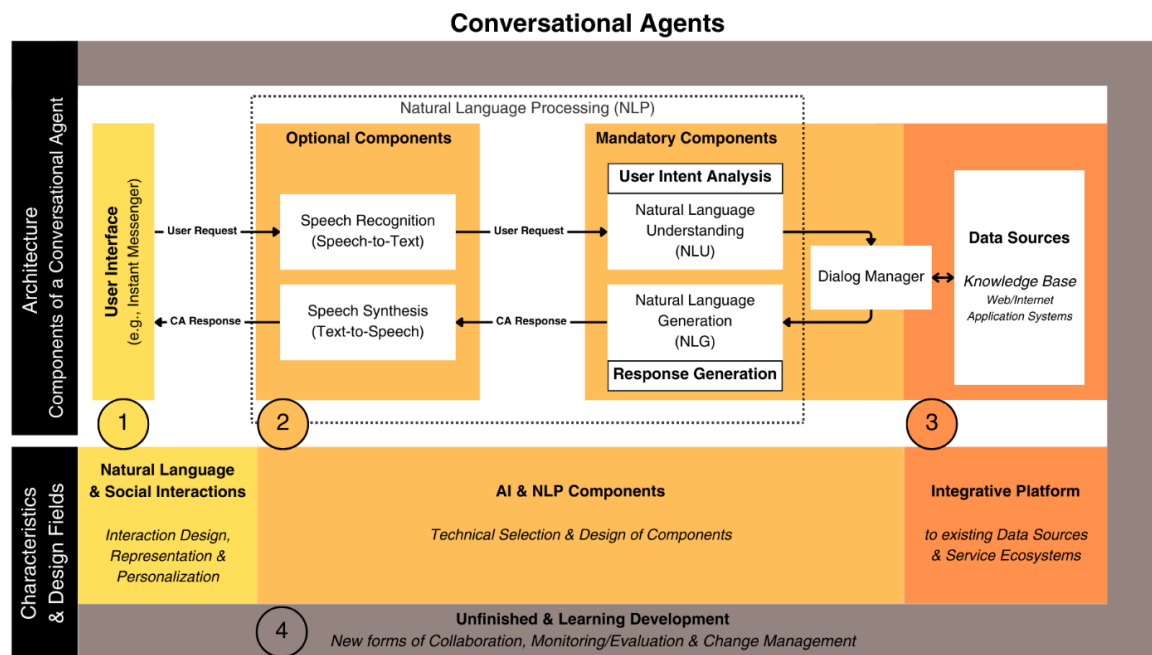 Conversational Agents
Architecture
Components of a Conversational Agent
Natural Language Processing (NLP)
Optional Components
Mandatory Components
User Interface
(e.g., Instant Messenger)
User Request
Speech Recognition
(Speech-to-Text)
User Request
User Intent Analysis
Natural Language
Understanding
(NLU)
Dialog Manager
Data Sources
Knowledge Base
Web/Internet
Application Systems
CA Response
Speech Synthesis
(Text-to-Speech)
CA Response
Natural Language
Generation
(NLG)
Response Generation
1
2
3
Characteristics
& Design Fields
Natural Language
& Social Interactions
Interaction Design,
Representation &
Personalization
AI & NLP Components
Technical Selection & Design of Components
Integrative Platform
to existing Data Sources
& Service Ecosystems
4
Unfinished & Learning Development
New forms of Collaboration, Monitoring/Evaluation & Change Management